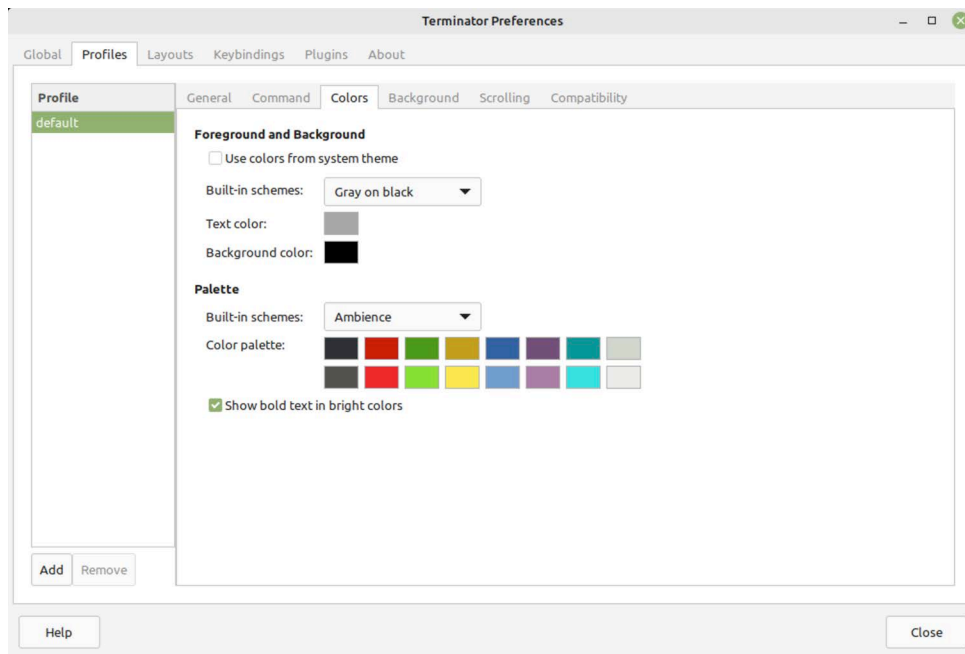 Terminator Preferences
Global Profiles Layouts Keybindings Plugins About
Profile
default
General Command Colors Background Scrolling Compatibility
Foreground and Background
Use colors from system theme
Built-in schemes: Gray on black
Text color:
Background color:
Palette
Built-in schemes: Ambience
Color palette:
Show bold text in bright colors
Add Remove
Help Close